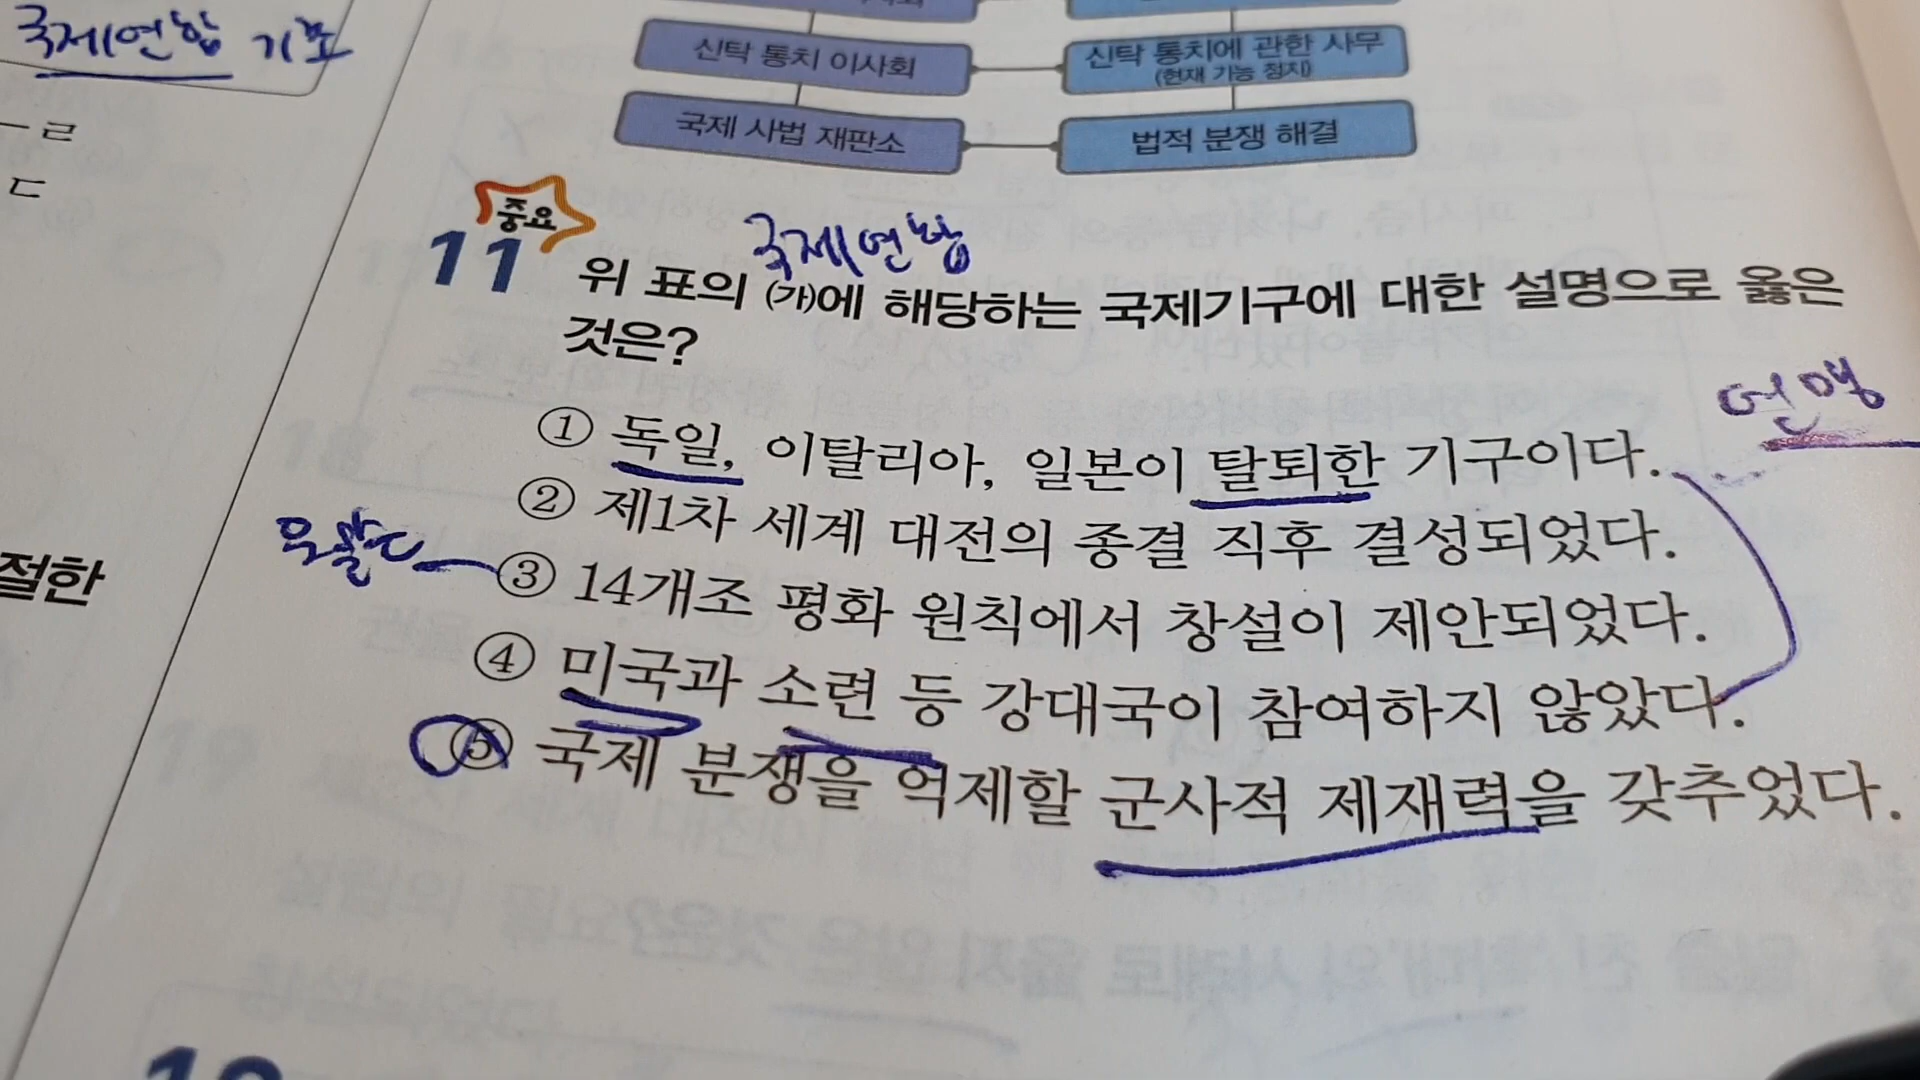 국제연합 기초
신탁 통치 이사회
신탁 통치에 관한 사무
(현재 기능 정지)
국제 사법 재판소
법적 분쟁 해결
ㄹ
ㄷ
절한
중요
국제연합
11 위 표의 (가)에 해당하는 국제기구에 대한 설명으로 옳은
것은?
연맹
① 독일, 이탈리아, 일본이 탈퇴한 기구이다.
② 제1차 세계 대전의 종결 직후 결성되었다.
③ 14개조 평화 원칙에서 창설이 제안되었다.
④ 미국과 소련 등 강대국이 참여하지 않았다.
⑤ 국제 분쟁을 억제할 군사적 제재력을 갖추었다.